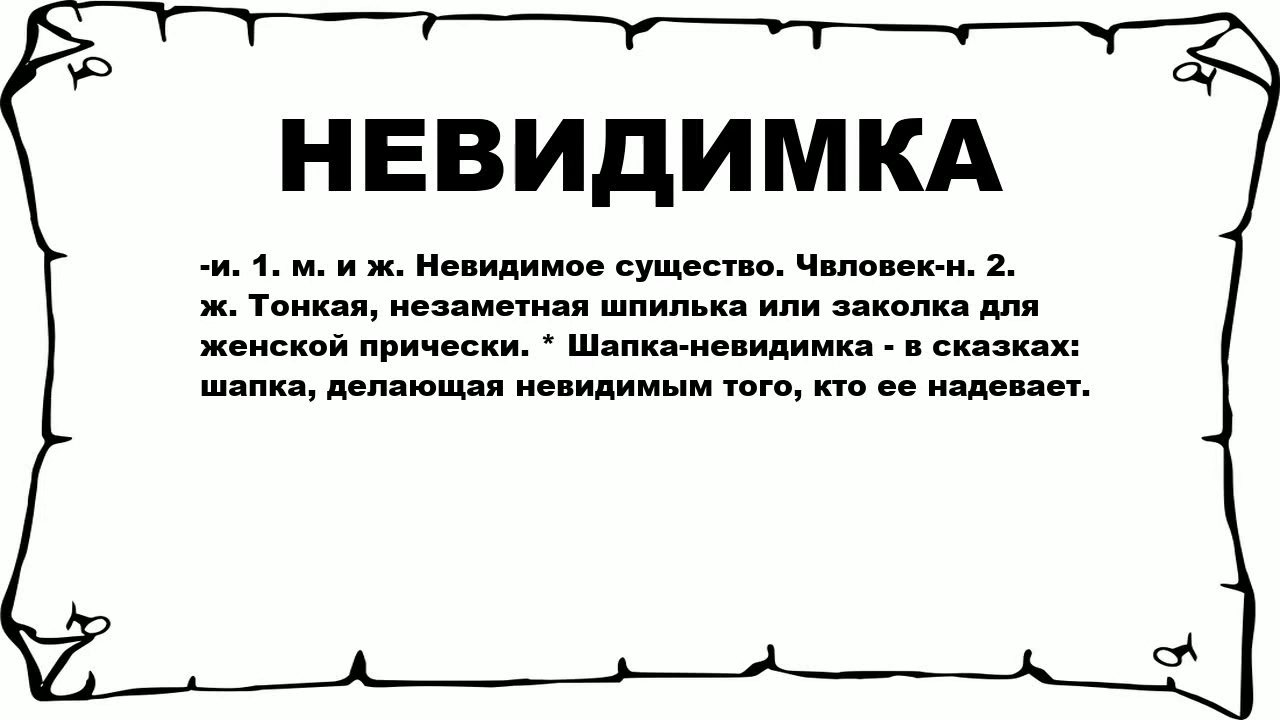 НЕВИДИМКА
-и. 1. м. и ж. Невидимое существо. Чвловек-н. 2.
ж. Тонкая, незаметная шпилька или заколка для
женской прически. * Шапка-невидимка - в сказках:
шапка, делающая невидимым того, кто ее надевает.